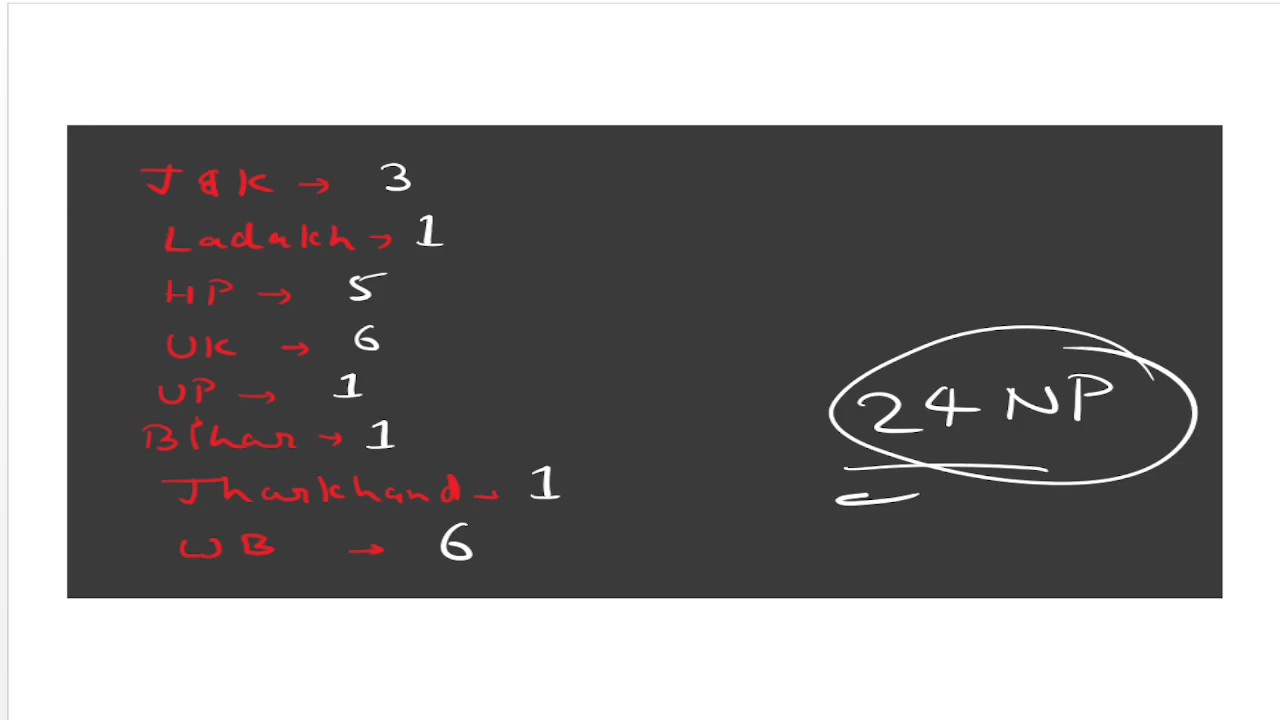 J & K → 3
Ladakh → 1
HP → 5
UK → 6
UP → 1
Bihar → 1
Jharkhand → 1
WB → 6
24 NP